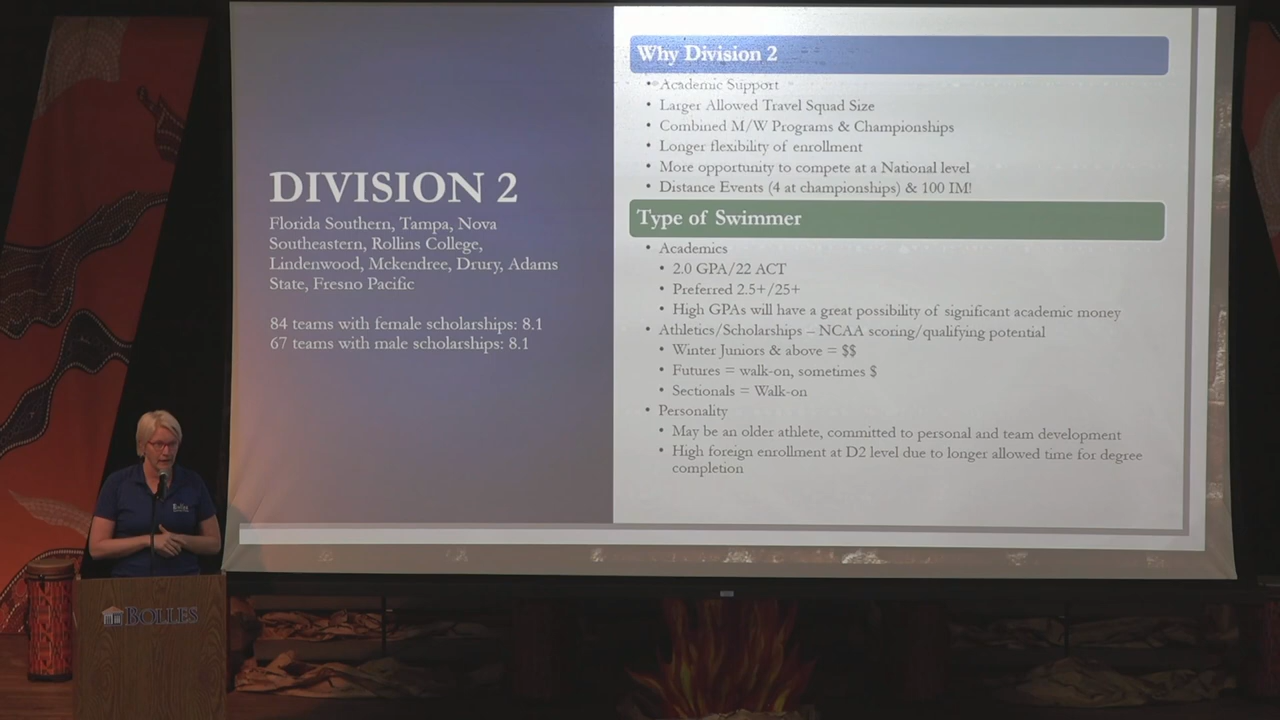 DIVISION 2
Florida Southern, Tampa, Nova
Southeastern, Rollins College,
Lindenwood, Mckendree, Drury, Adams
State, Fresno Pacific
84 teams with female scholarships: 8.1
67 teams with male scholarships: 8.1
Why Division 2
• Academic Support
• Larger Allowed Travel Squad Size
• Combined M/W Programs & Championships
• Longer flexibility of enrollment
• More opportunity to compete at a National level
• Distance Events (4 at championships) & 100 IM!
Type of Swimmer
• Academics
• 2.0 GPA/22 ACT
• Preferred 2.5+/25+
• High GPAs will have a great possibility of significant academic money
• Athletics/Scholarships – NCAA scoring/qualifying potential
• Winter Juniors & above = $$
• Futures = walk-on, sometimes $
• Sectionals = Walk-on
• Personality
• May be an older athlete, committed to personal and team development
• High foreign enrollment at D2 level due to longer allowed time for degree
completion
BOLLES